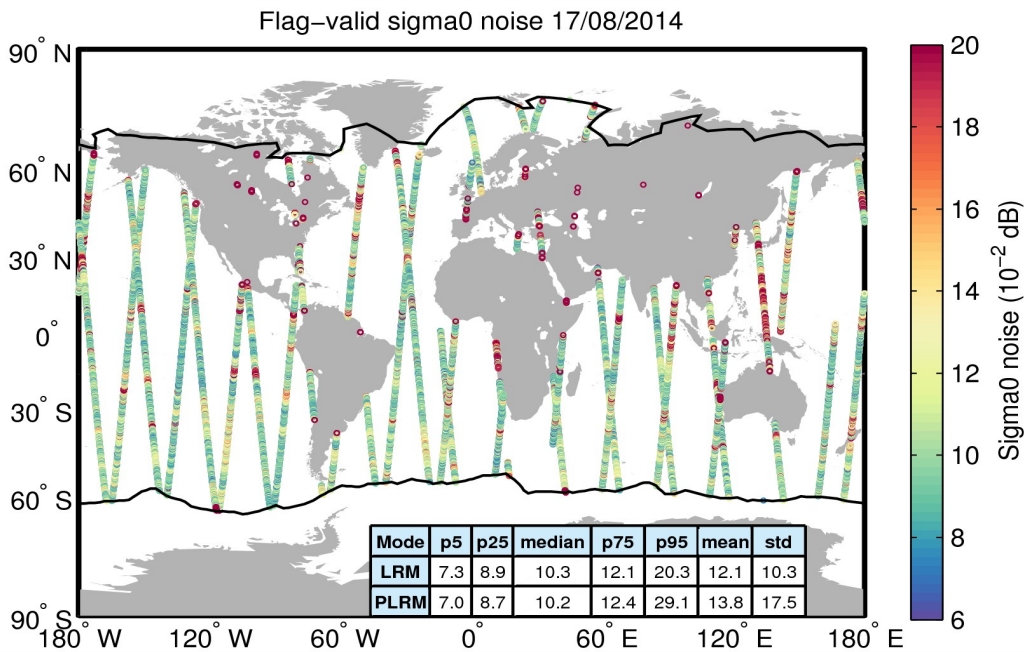 Flag−valid sigma0 noise 17/08/2014
90° N
60° N
30° N
0°
30° S
60° S
90° S
180° W
120° W
60° W
0°
60° E
120° E
180° E
Mode p5 p25 median p75 p95 mean std
LRM 7.3 8.9 10.3 12.1 20.3 12.1 10.3
PLRM 7.0 8.7 10.2 12.4 29.1 13.8 17.5
20
18
16
14
12
10
8
6
Sigma0 noise (10⁻² dB)